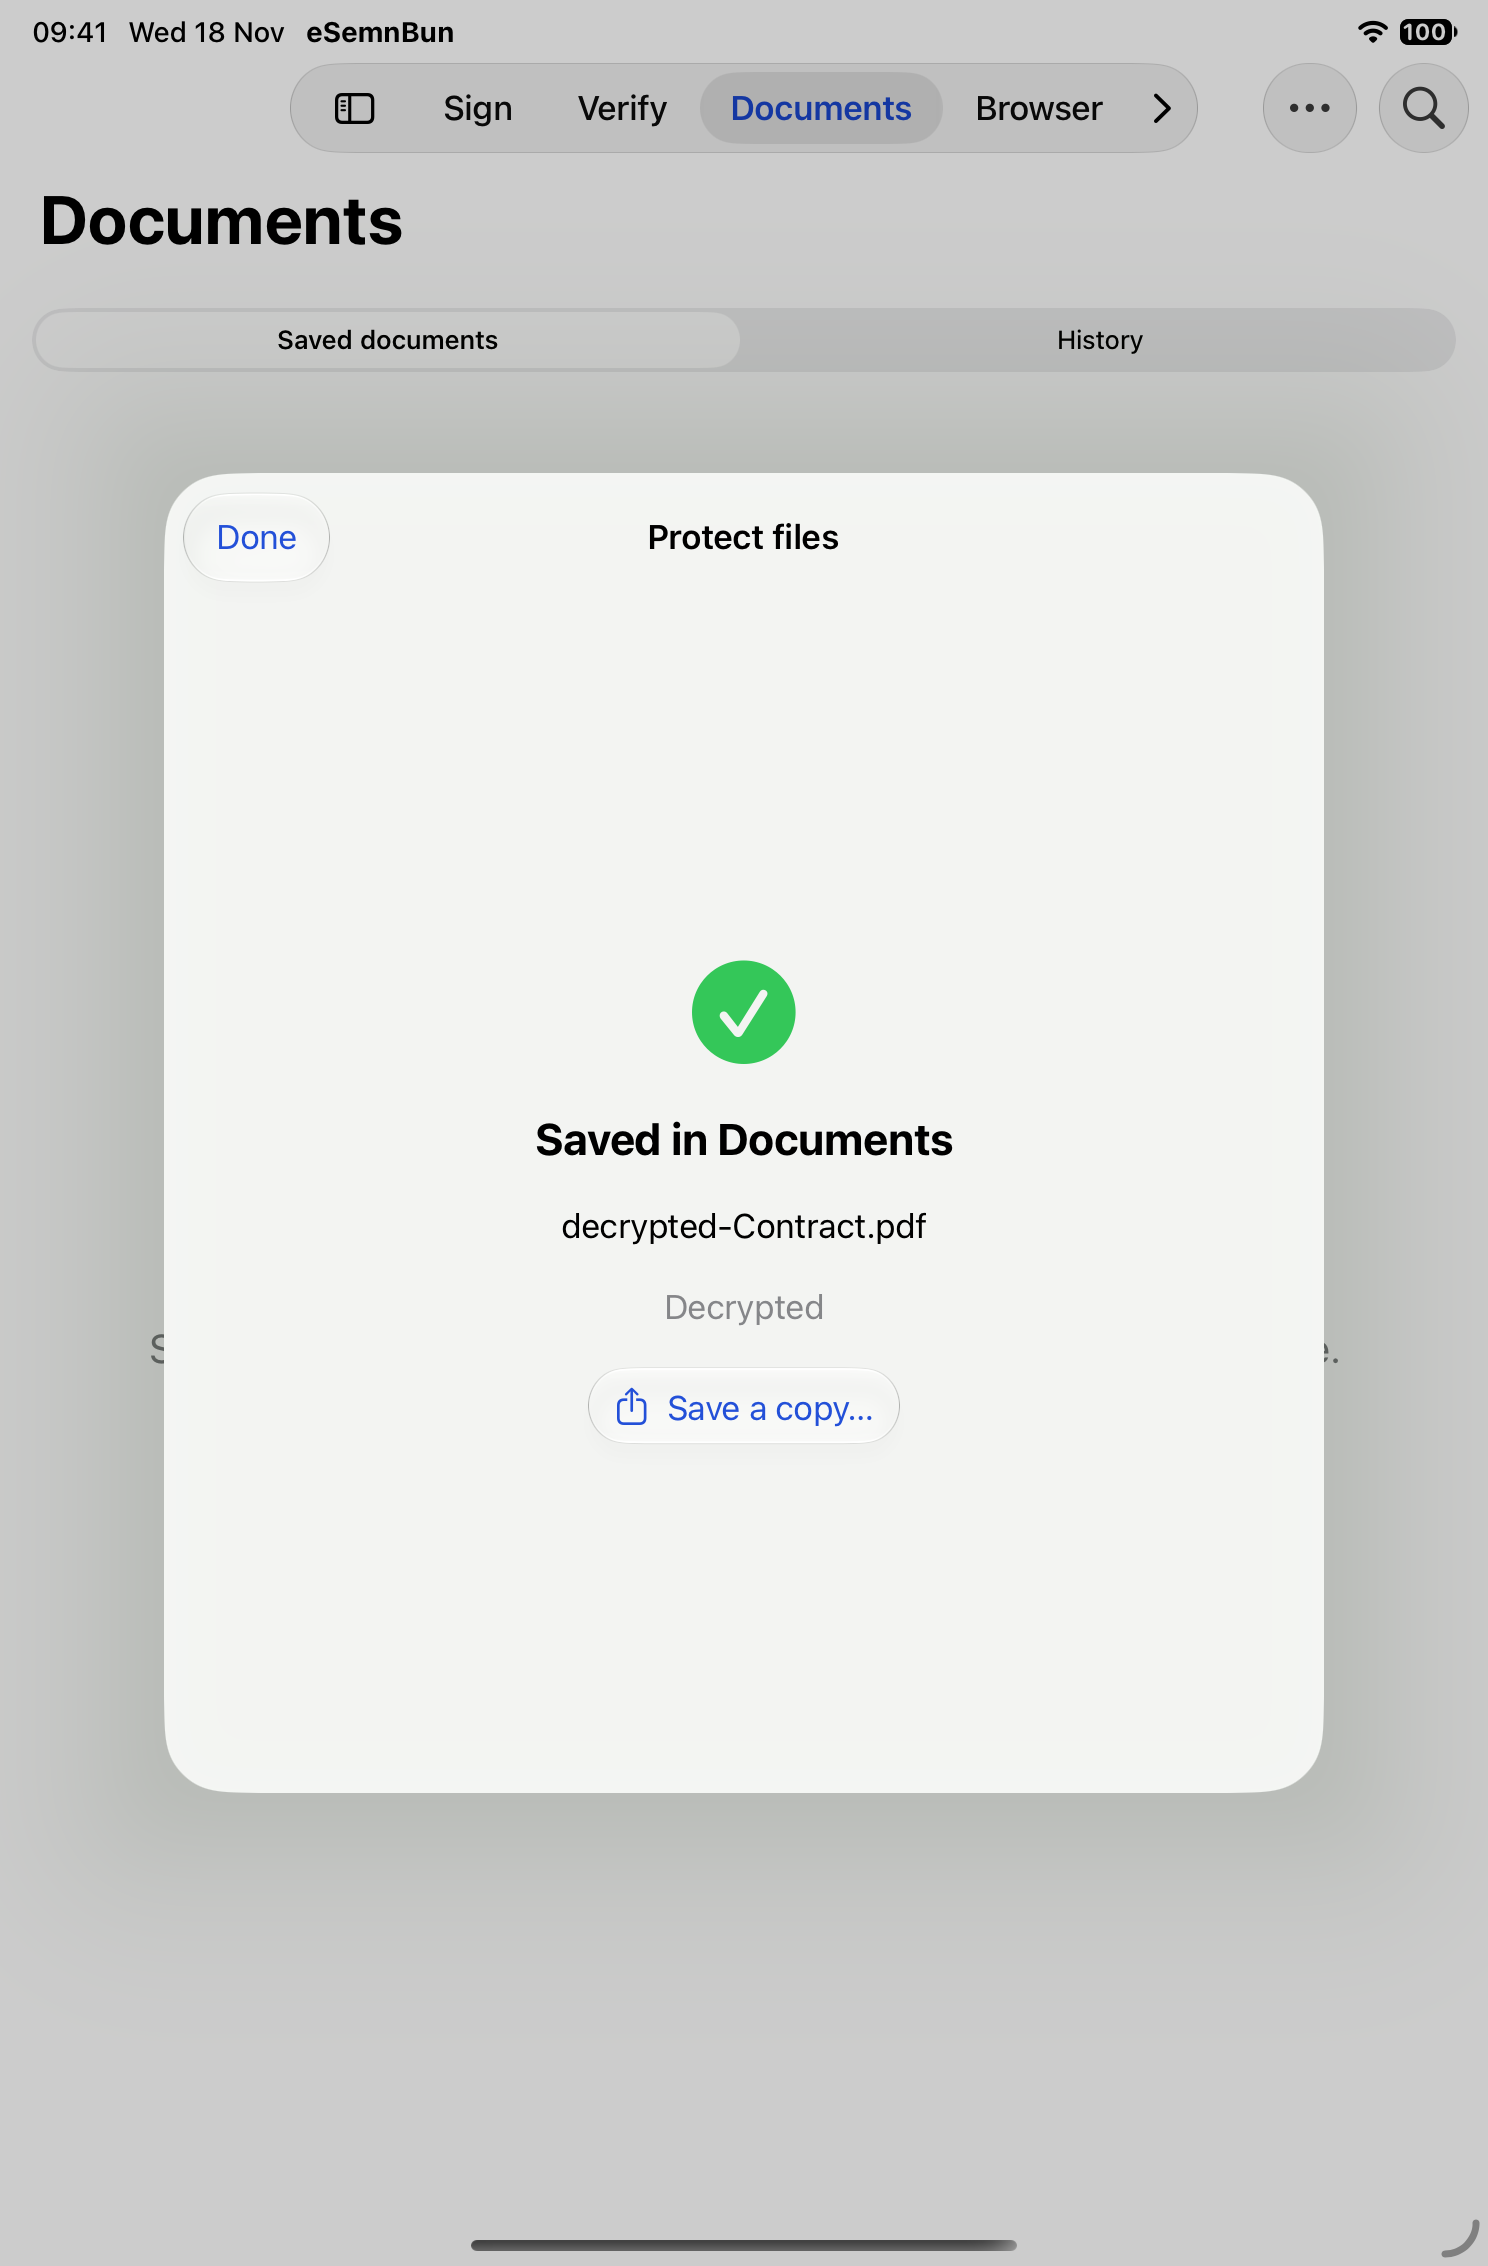 09:41 Wed 18 Nov eSemnBun
100
Sign Verify Documents Browser
Documents
Saved documents History
Done Protect files
Saved in Documents
decrypted-Contract.pdf
Decrypted
Save a copy...